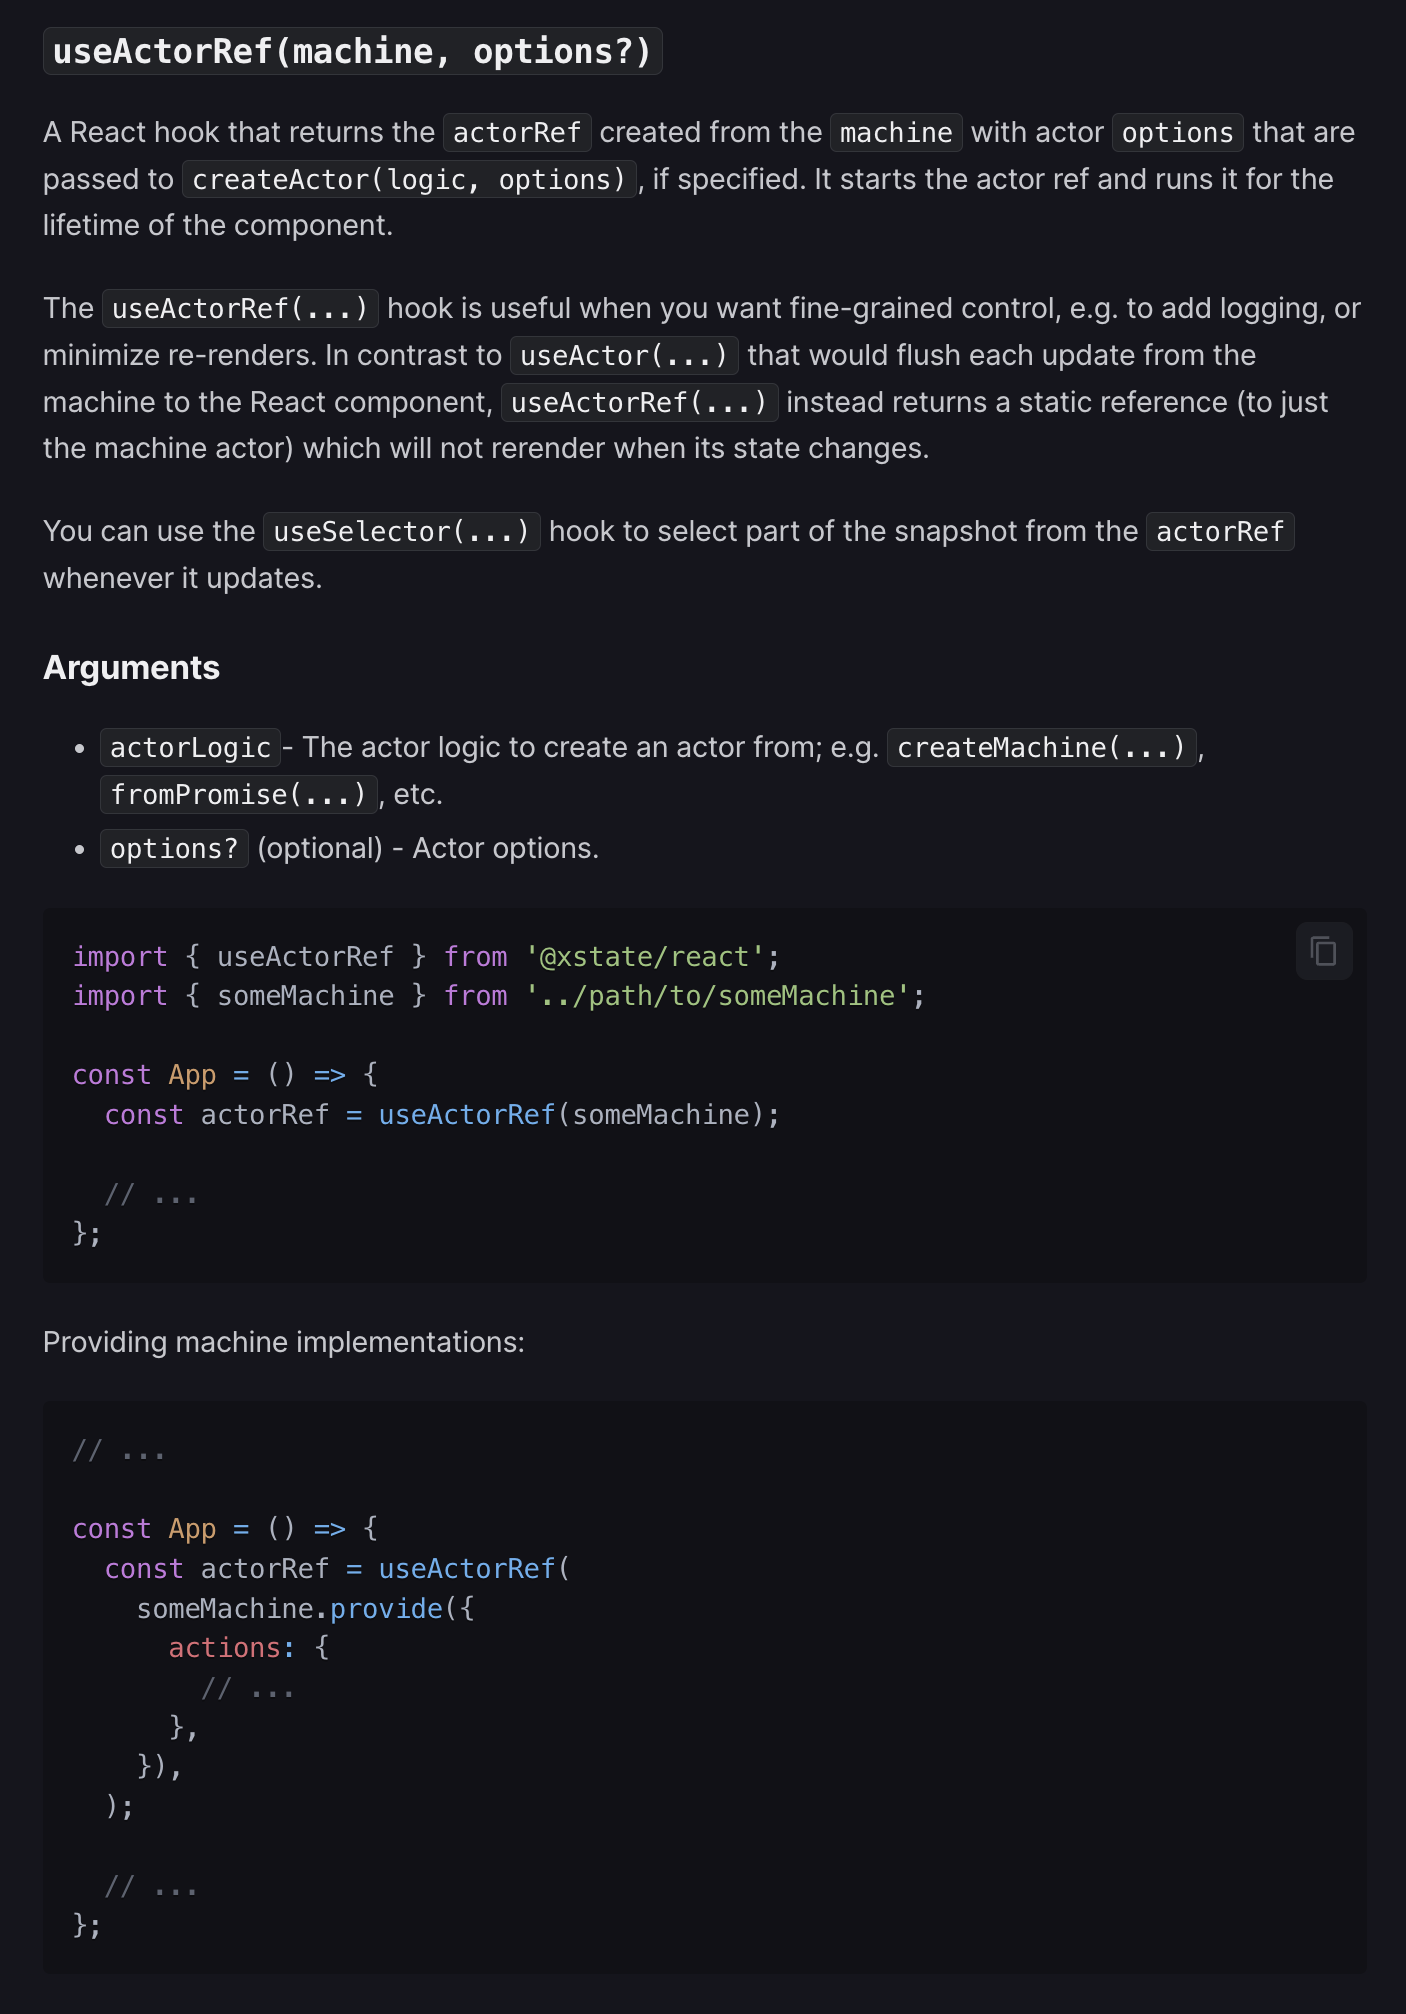 useActorRef(machine, options?)
A React hook that returns the actorRef created from the machine with actor options that are
passed to createActor(logic, options), if specified. It starts the actor ref and runs it for the
lifetime of the component.
The useActorRef(...) hook is useful when you want fine-grained control, e.g. to add logging, or
minimize re-renders. In contrast to useActor(...) that would flush each update from the
machine to the React component, useActorRef(...) instead returns a static reference (to just
the machine actor) which will not rerender when its state changes.
You can use the useSelector(...) hook to select part of the snapshot from the actorRef
whenever it updates.
Arguments
• actorLogic - The actor logic to create an actor from; e.g. createMachine(...),
fromPromise(...), etc.
• options? (optional) - Actor options.
import { useActorRef } from '@xstate/react';
import { someMachine } from '../path/to/someMachine';
const App = () => {
  const actorRef = useActorRef(someMachine);
  // ...
};
Providing machine implementations:
// ...
const App = () => {
  const actorRef = useActorRef(
    someMachine.provide({
      actions: {
        // ...
      },
    }),
  );
  // ...
};